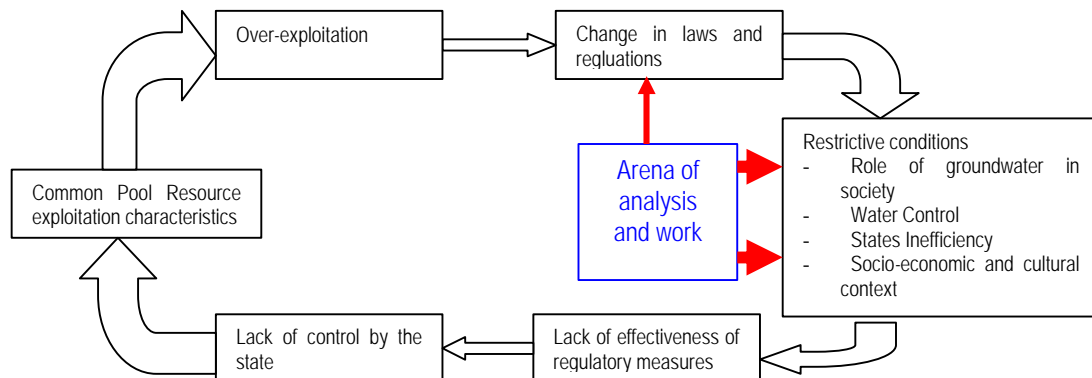 Over-exploitation
Change in laws and
regluations
Restrictive conditions
- Role of groundwater in
society
- Water Control
- States Inefficiency
- Socio-economic and cultural
context
Arena of
analysis
and work
Common Pool Resource
exploitation characteristics
Lack of control by the
state
Lack of effectiveness of
regulatory measures